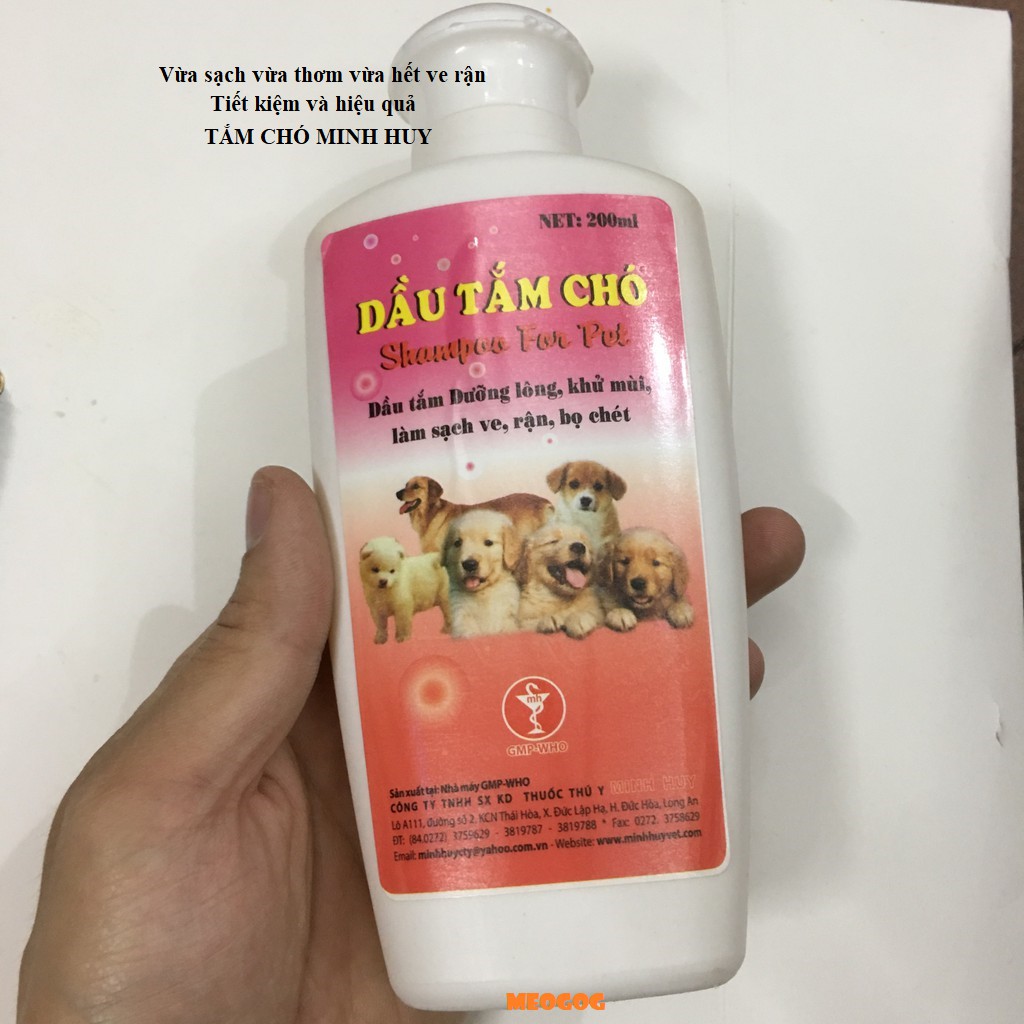 Vừa sạch vừa thơm vừa hết ve rận
Tiết kiệm và hiệu quả
TẮM CHÓ MINH HUY
NET: 200ml
DẦU TẮM CHÓ
Shampoo For Pet
Dầu tắm Dưỡng lông, khử mùi,
làm sạch ve, rận, bọ chét
mh
GMP-WHO
Sản xuất tại: Nhà máy GMP-WHO
CÔNG TY TNHH SX KD THUỐC THÚ Y MINH HUY
Lô A111, đường số 2, KCN Thái Hòa, X. Đức Lập Hạ, H. Đức Hòa, Long An
ĐT: (84.0272) 3759629 - 3819787 - 3819788 * Fax: 0272. 3758629
Email: minhhuycty@yahoo.com.vn - Website: www.minhhuyvet.com
MEOGOG